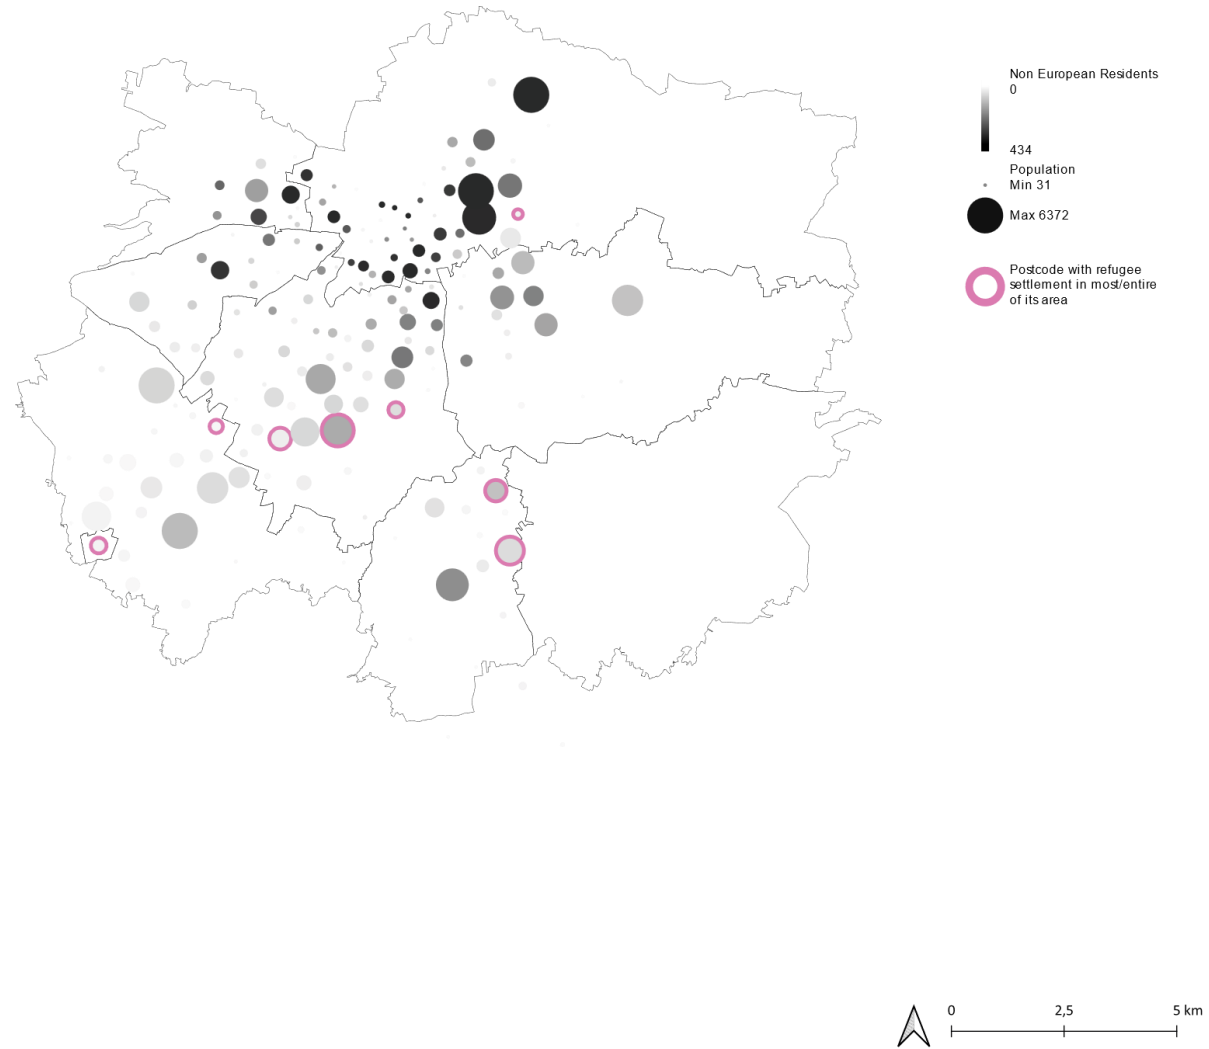 Non European Residents
0
434
Population
Min 31
Max 6372
Postcode with refugee
settlement in most/entire
of its area
0 2,5 5 km